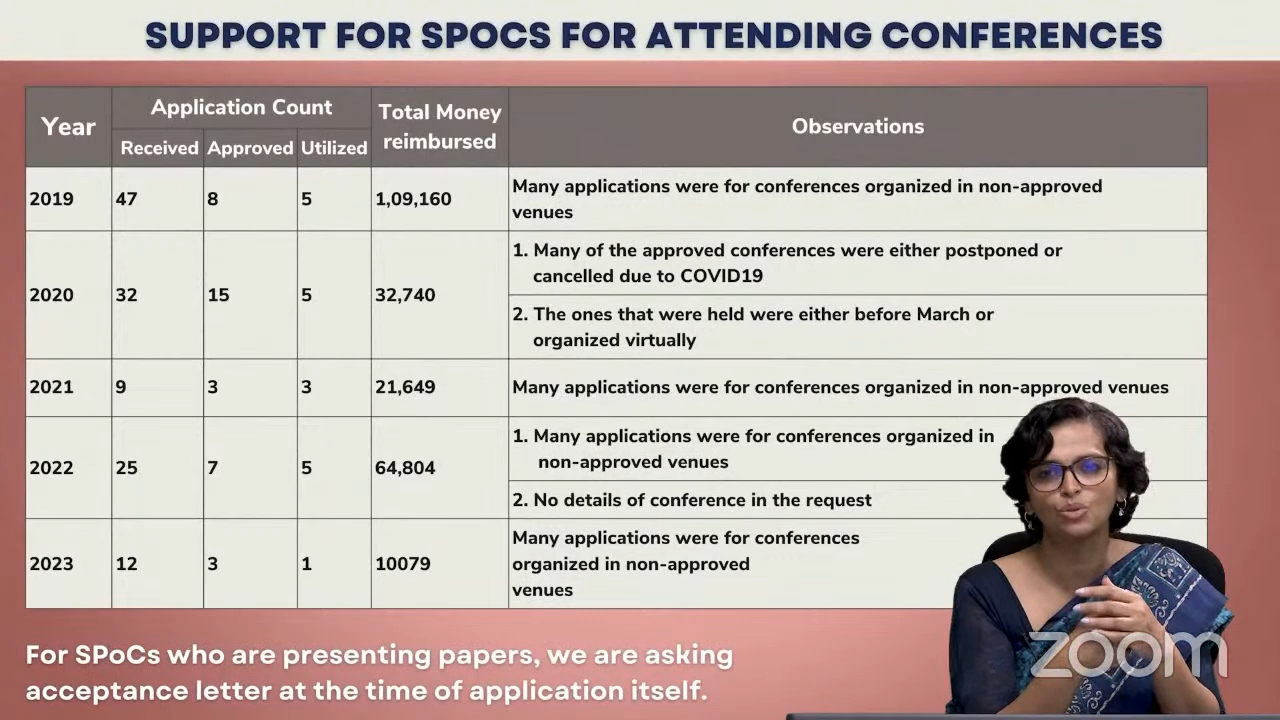 SUPPORT FOR SPOCS FOR ATTENDING CONFERENCES
Year
Application Count
Total Money
reimbursed
Observations
Received
Approved
Utilized
2019
47
8
5
1,09,160
Many applications were for conferences organized in non-approved
venues
2020
32
15
5
32,740
1. Many of the approved conferences were either postponed or
cancelled due to COVID19
2. The ones that were held were either before March or
organized virtually
2021
9
3
3
21,649
Many applications were for conferences organized in non-approved venues
2022
25
7
5
64,804
1. Many applications were for conferences organized in
non-approved venues
2. No details of conference in the request
2023
12
3
1
10079
Many applications were for conferences
organized in non-approved
venues
For SPoCs who are presenting papers, we are asking
acceptance letter at the time of application itself.
zoom